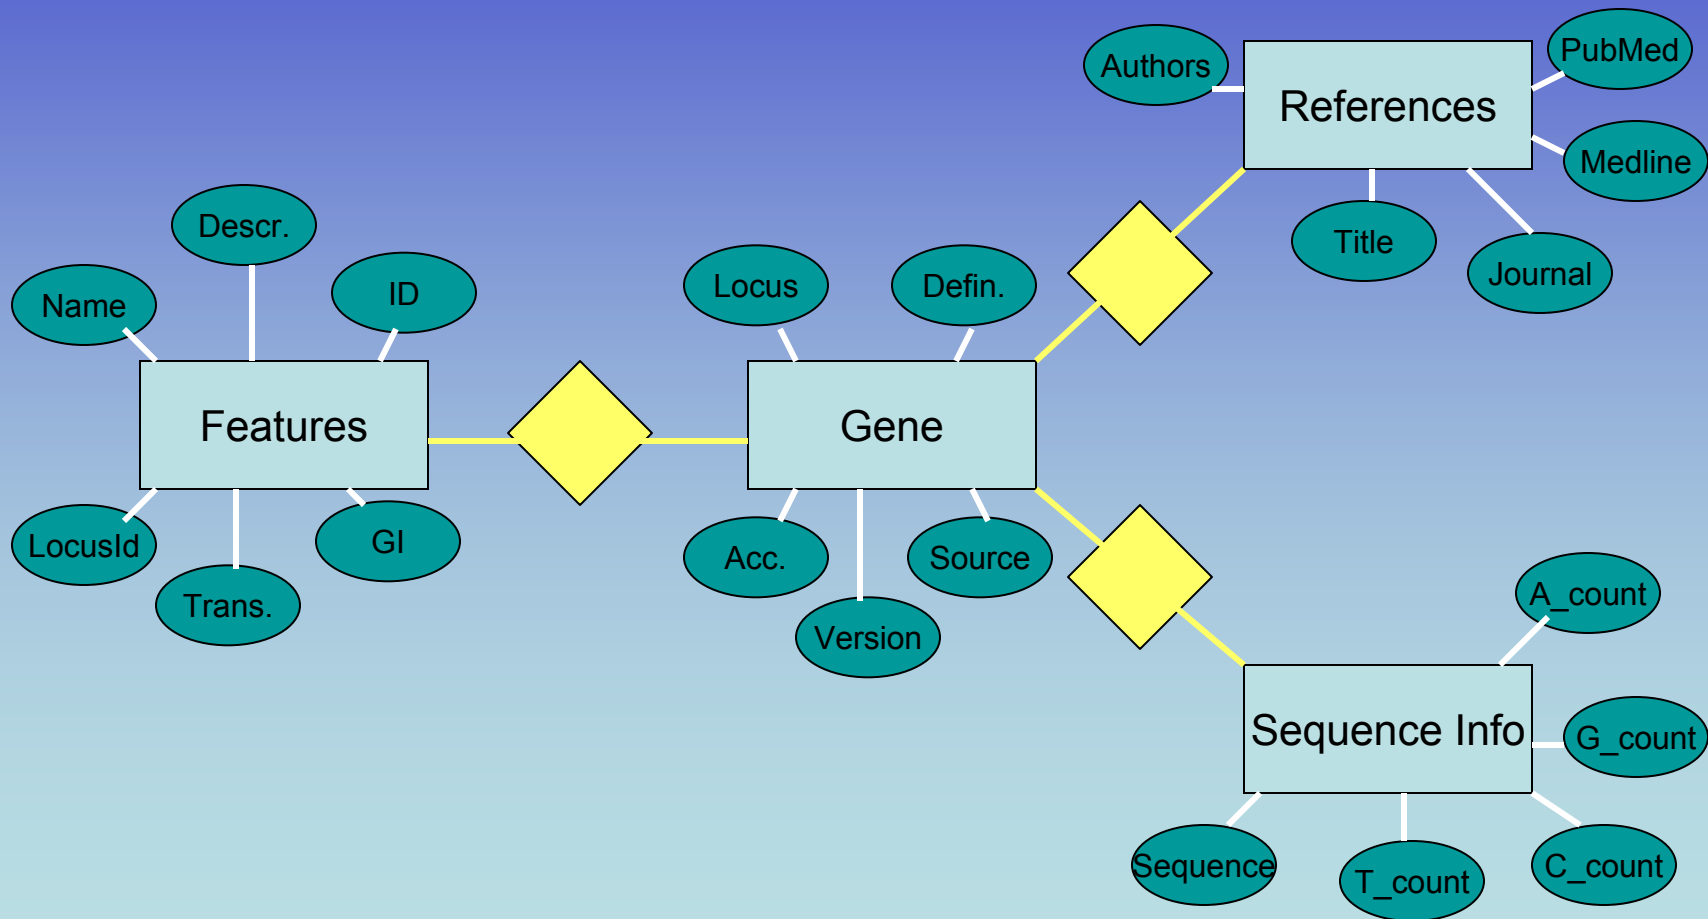 PubMed
Authors
References
Medline
Descr.
Title
Journal
ID
Locus
Defin.
Name
Features
Gene
LocusId
GI
Acc.
Source
Trans.
Version
A_count
Sequence Info
G_count
Sequence
T_count
C_count